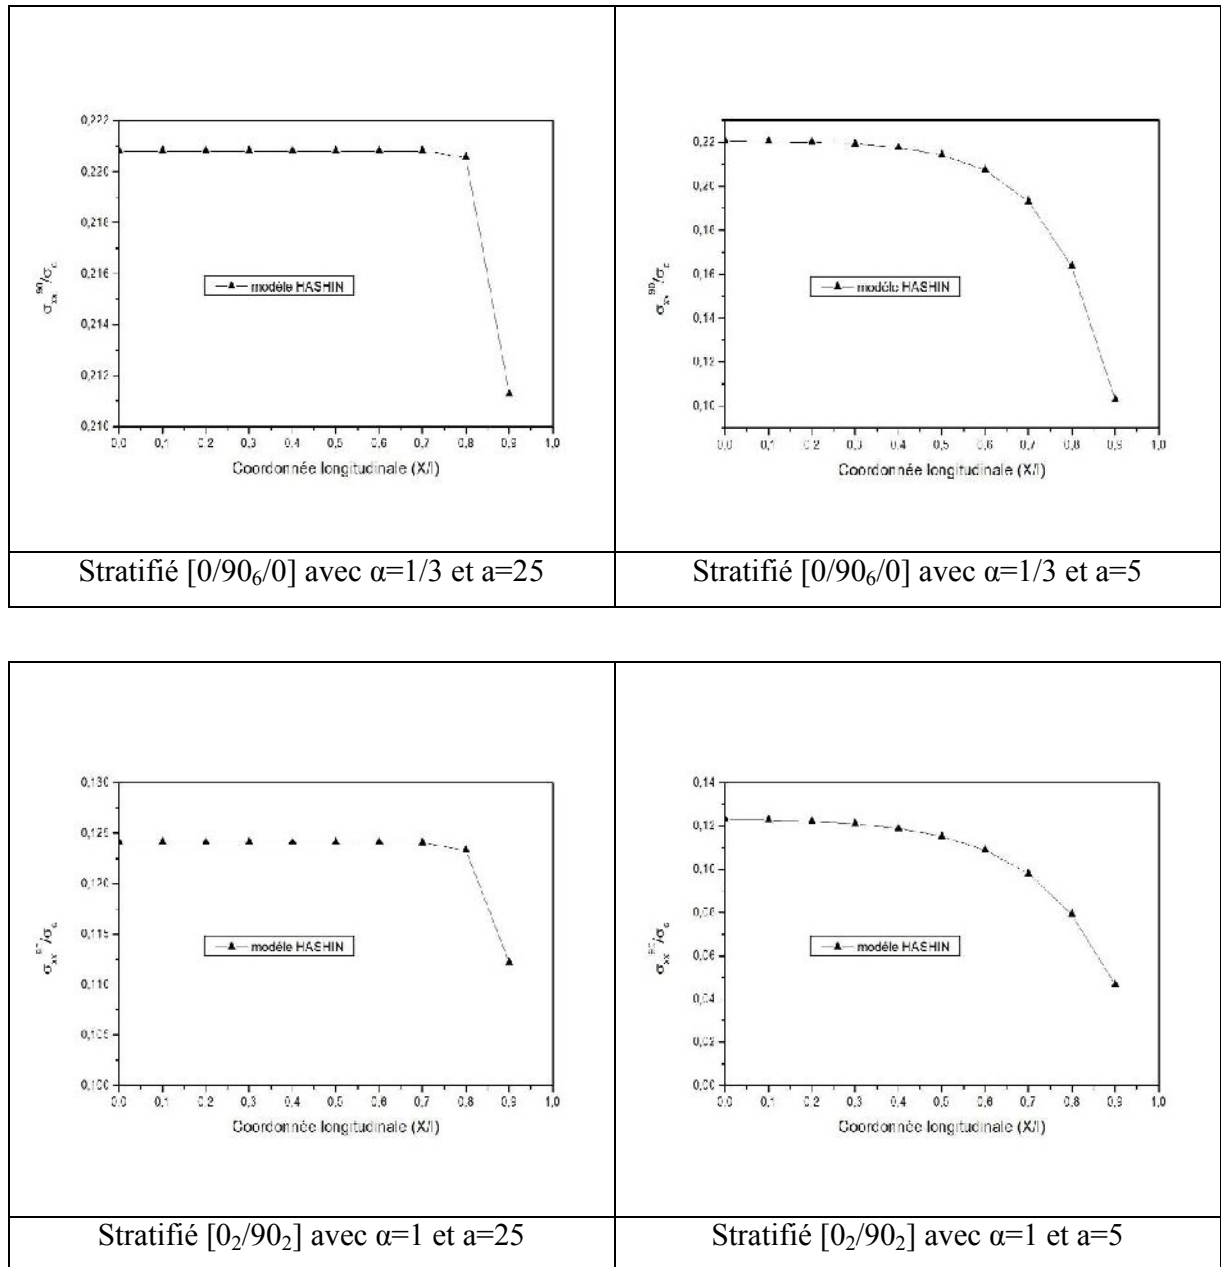 0,222
0,220
0,218
0,216
0,214
0,212
0,210
σxx⁹⁰/σc
modèle HASHIN
0,0 0,1 0,2 0,3 0,4 0,5 0,6 0,7 0,8 0,9 1,0
Coordonnée longitudinale (X/l)
Stratifié [0/90₆/0] avec α=1/3 et a=25
0,22
0,20
0,18
0,16
0,14
0,12
0,10
σxx⁹⁰/σc
modèle HASHIN
0,0 0,1 0,2 0,3 0,4 0,5 0,6 0,7 0,8 0,9 1,0
Coordonnée longitudinale (X/l)
Stratifié [0/90₆/0] avec α=1/3 et a=5
0,130
0,125
0,120
0,115
0,110
0,105
0,100
modèle HASHIN
0,0 0,1 0,2 0,3 0,4 0,5 0,6 0,7 0,8 0,9 1,0
Coordonnée longitudinale (X/l)
Stratifié [0₂/90₂] avec α=1 et a=25
0,14
0,12
0,10
0,08
0,06
0,04
0,02
0,00
modèle HASHIN
0,0 0,1 0,2 0,3 0,4 0,5 0,6 0,7 0,8 0,9 1,0
Coordonnée longitudinale (X/l)
Stratifié [0₂/90₂] avec α=1 et a=5